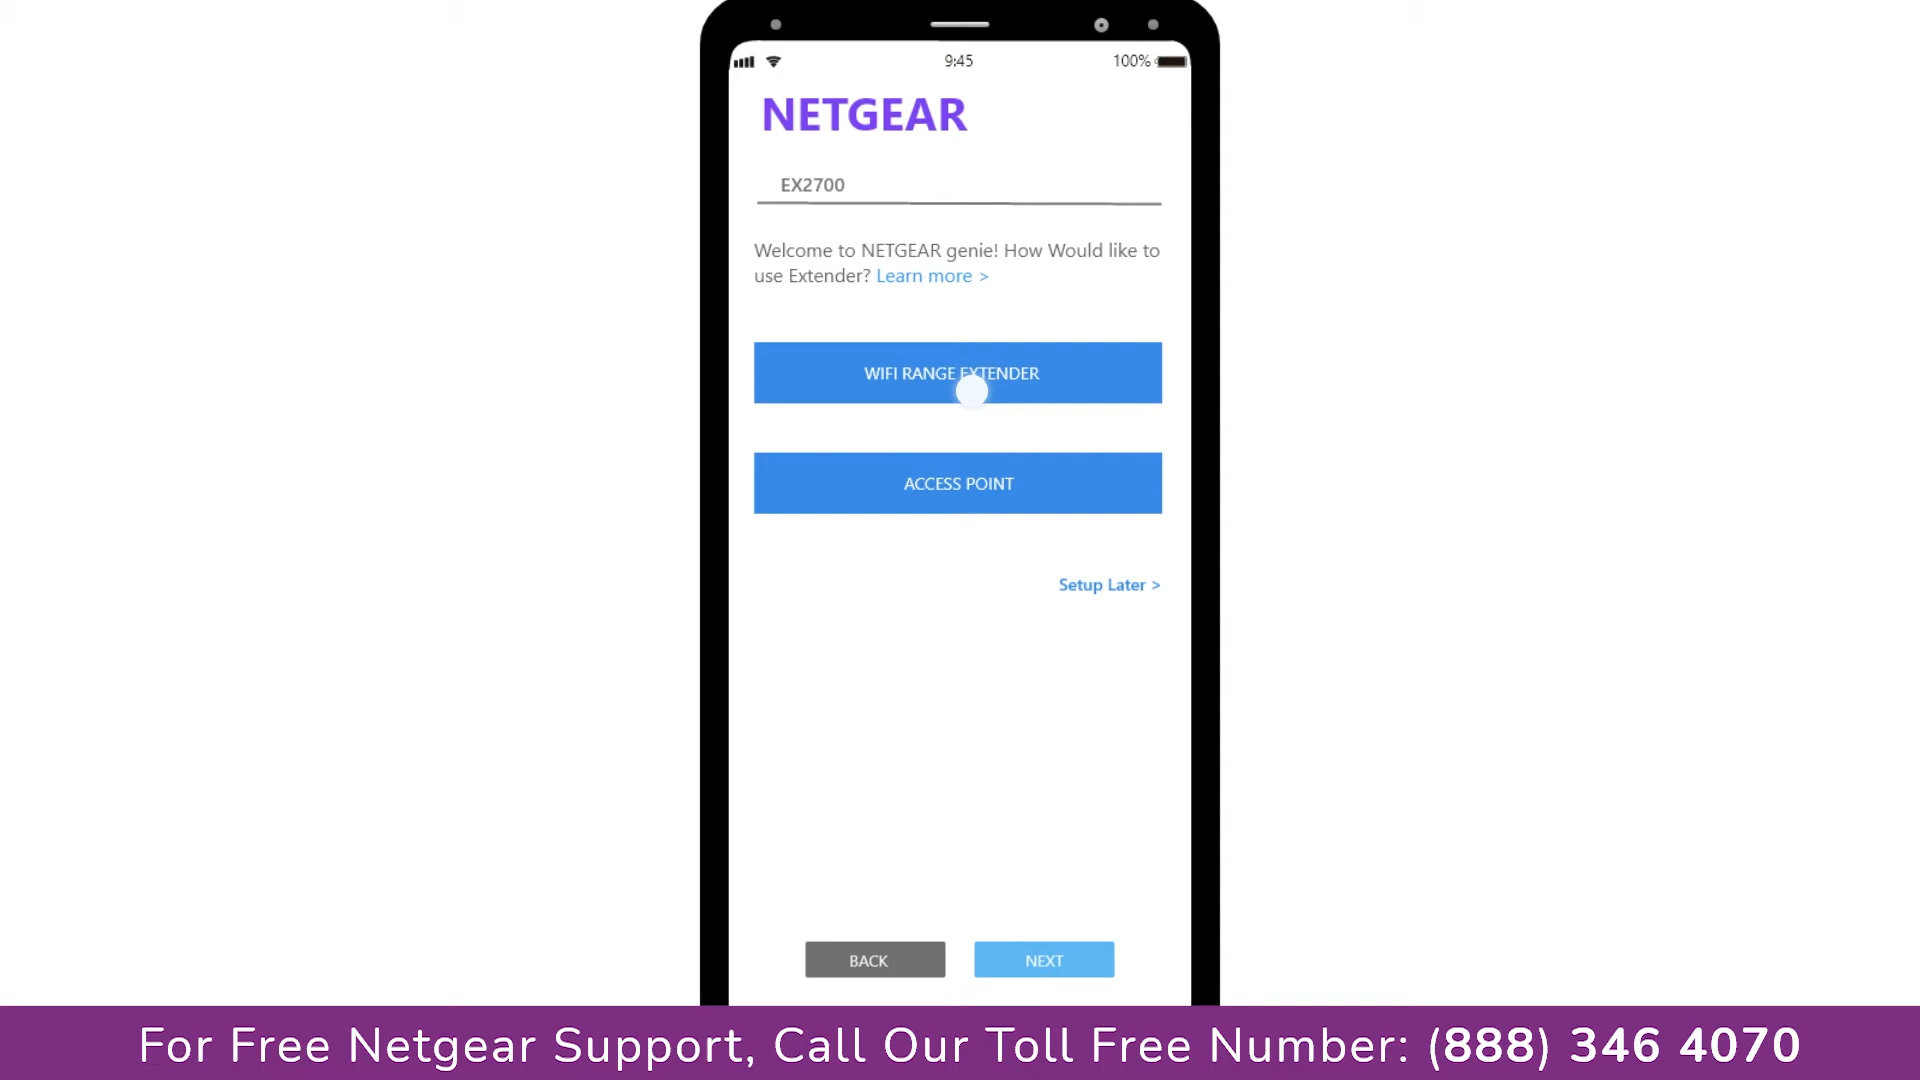 9:45
100%
NETGEAR
EX2700
Welcome to NETGEAR genie! How Would like to
use Extender? Learn more >
WIFI RANGE EXTENDER
ACCESS POINT
Setup Later >
BACK
NEXT
For Free Netgear Support, Call Our Toll Free Number: (888) 346 4070